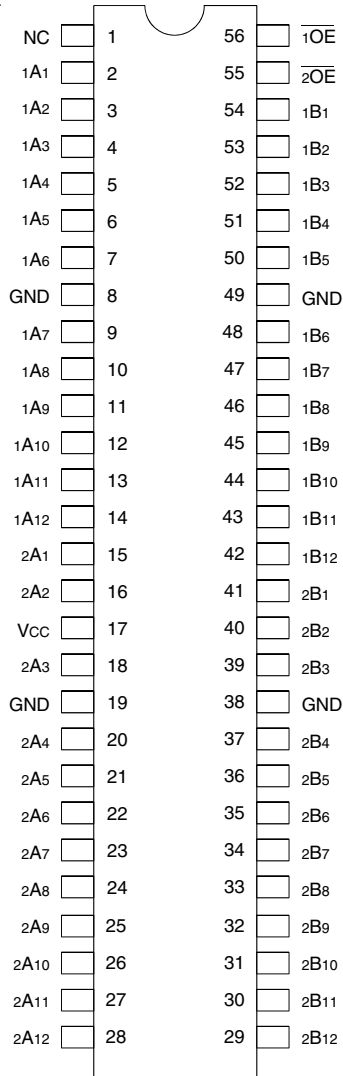 NC 1 56 1OE
1A1 2 55 2OE
1A2 3 54 1B1
1A3 4 53 1B2
1A4 5 52 1B3
1A5 6 51 1B4
1A6 7 50 1B5
GND 8 49 GND
1A7 9 48 1B6
1A8 10 47 1B7
1A9 11 46 1B8
1A10 12 45 1B9
1A11 13 44 1B10
1A12 14 43 1B11
2A1 15 42 1B12
2A2 16 41 2B1
VCC 17 40 2B2
2A3 18 39 2B3
GND 19 38 GND
2A4 20 37 2B4
2A5 21 36 2B5
2A6 22 35 2B6
2A7 23 34 2B7
2A8 24 33 2B8
2A9 25 32 2B9
2A10 26 31 2B10
2A11 27 30 2B11
2A12 28 29 2B12